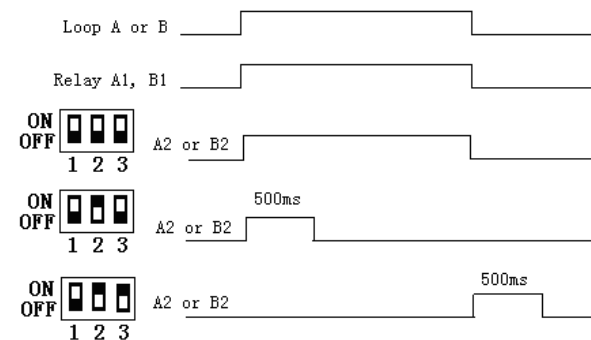 Loop A or B
Relay A1, B1
ON
OFF
A2 or B2
1 2 3
500ms
ON
OFF
A2 or B2
1 2 3
500ms
ON
OFF
A2 or B2
1 2 3